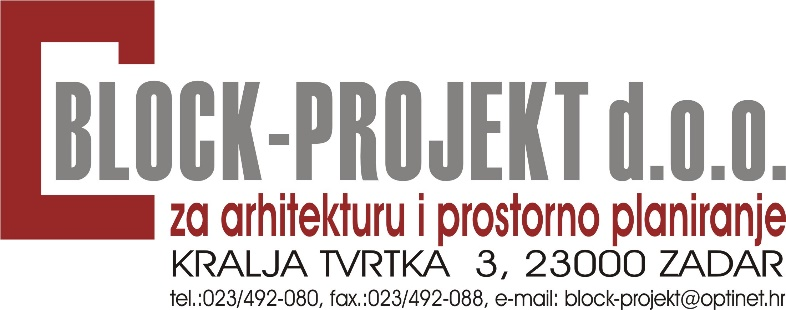 BLOCK-PROJEKT d.o.o.
za arhitekturu i prostorno planiranje
KRALJA TVRTKA 3, 23000 ZADAR
tel.:023/492-080, fax.:023/492-088, e-mail: block-projekt@optinet.hr